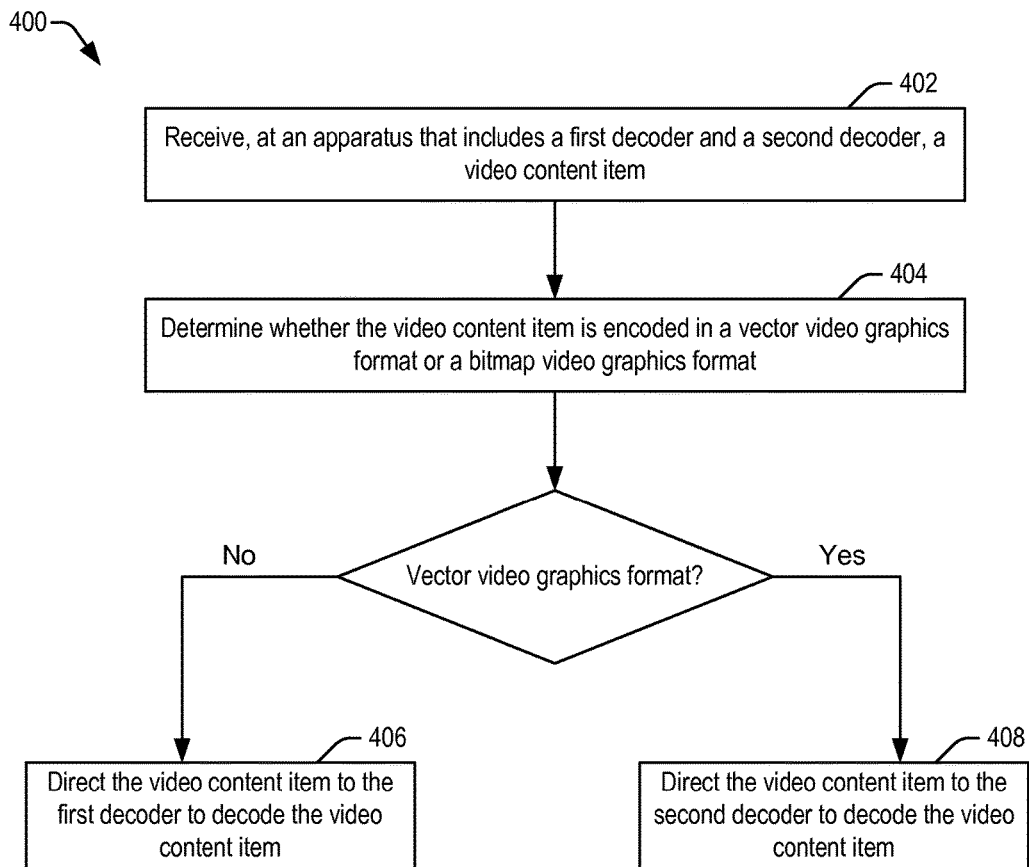 400
402
Receive, at an apparatus that includes a first decoder and a second decoder, a
video content item
404
Determine whether the video content item is encoded in a vector video graphics
format or a bitmap video graphics format
No
Vector video graphics format?
Yes
406
Direct the video content item to the
first decoder to decode the video
content item
408
Direct the video content item to the
second decoder to decode the video
content item